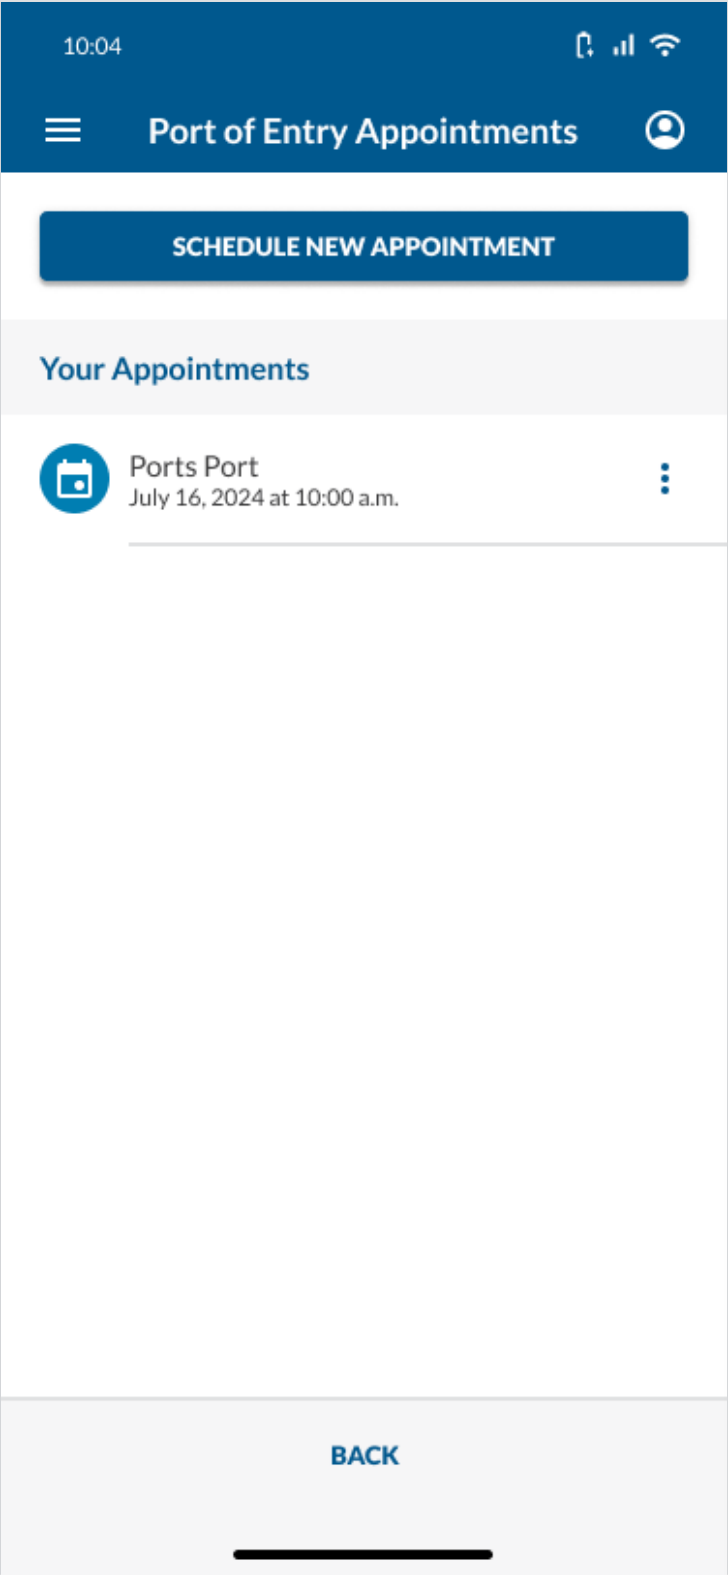 10:04
Port of Entry Appointments
SCHEDULE NEW APPOINTMENT
Your Appointments
Ports Port
July 16, 2024 at 10:00 a.m.
BACK